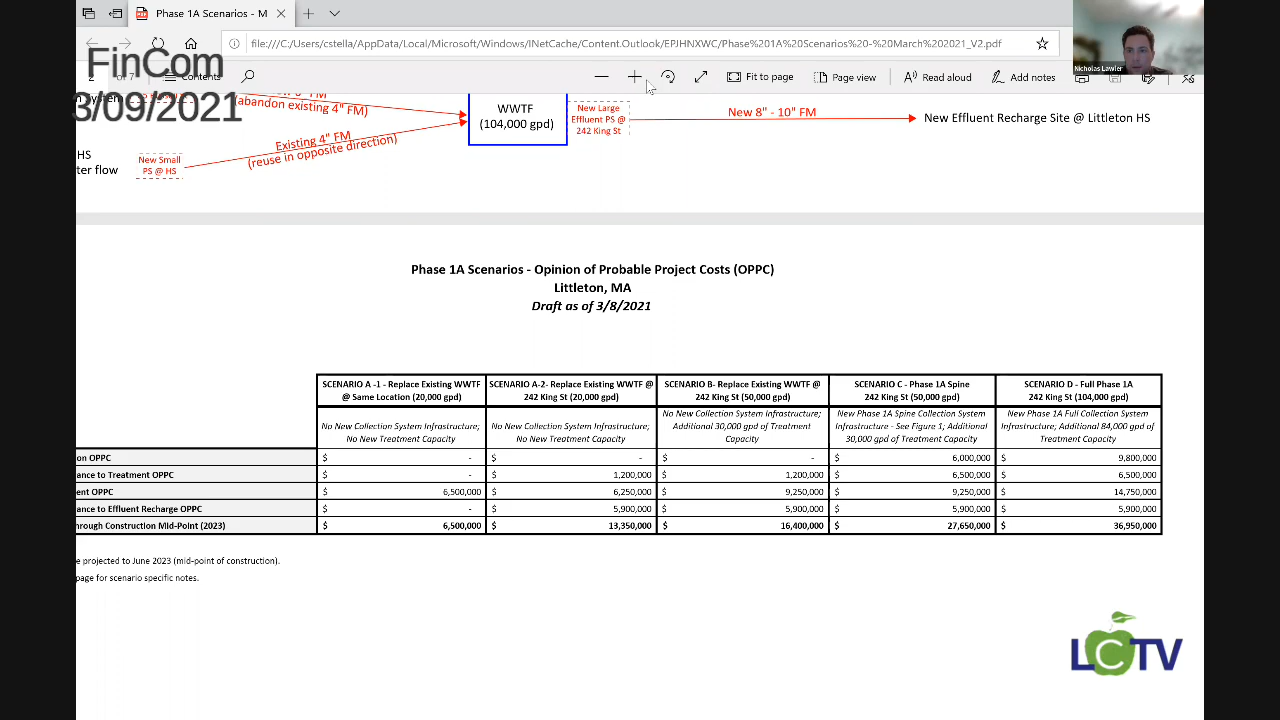 Phase 1A Scenarios - M
file:///C:/Users/cstella/AppData/Local/Microsoft/Windows/INetCache/Content.Outlook/EPJHNXWC/Phase%201A%20Scenarios%20-%20March%202021_V2.pdf
FinCom
3/09/2021
of 7
Contents
Fit to page
Page view
Read aloud
Add notes
Nicholas Lawler
(abandon existing 4" FM)
WWTF
(104,000 gpd)
New Large
Effluent PS @
242 King St
New 8" - 10" FM
New Effluent Recharge Site @ Littleton HS
Existing 4" FM
(reuse in opposite direction)
HS
ter flow
New Small
PS @ HS
Phase 1A Scenarios - Opinion of Probable Project Costs (OPPC)
Littleton, MA
Draft as of 3/8/2021
SCENARIO A -1 - Replace Existing WWTF @ Same Location (20,000 gpd)
SCENARIO A-2- Replace Existing WWTF @ 242 King St (20,000 gpd)
SCENARIO B- Replace Existing WWTF @ 242 King St (50,000 gpd)
SCENARIO C - Phase 1A Spine 242 King St (50,000 gpd)
SCENARIO D - Full Phase 1A 242 King St (104,000 gpd)
No New Collection System Infrastructure; No New Treatment Capacity
No New Collection System Infrastructure; No New Treatment Capacity
No New Collection System Infrastructure; Additional 30,000 gpd of Treatment Capacity
New Phase 1A Spine Collection System Infrastructure - See Figure 1; Additional 30,000 gpd of Treatment Capacity
New Phase 1A Full Collection System Infrastructure; Additional 84,000 gpd of Treatment Capacity
on OPPC $ - $ - $ - $ 6,000,000 $ 9,800,000
ance to Treatment OPPC $ - $ 1,200,000 $ 1,200,000 $ 6,500,000 $ 6,500,000
ent OPPC $ 6,500,000 $ 6,250,000 $ 9,250,000 $ 9,250,000 $ 14,750,000
ance to Effluent Recharge OPPC $ - $ 5,900,000 $ 5,900,000 $ 5,900,000 $ 5,900,000
hrough Construction Mid-Point (2023) $ 6,500,000 $ 13,350,000 $ 16,400,000 $ 27,650,000 $ 36,950,000
e projected to June 2023 (mid-point of construction).
page for scenario specific notes.
LCTV